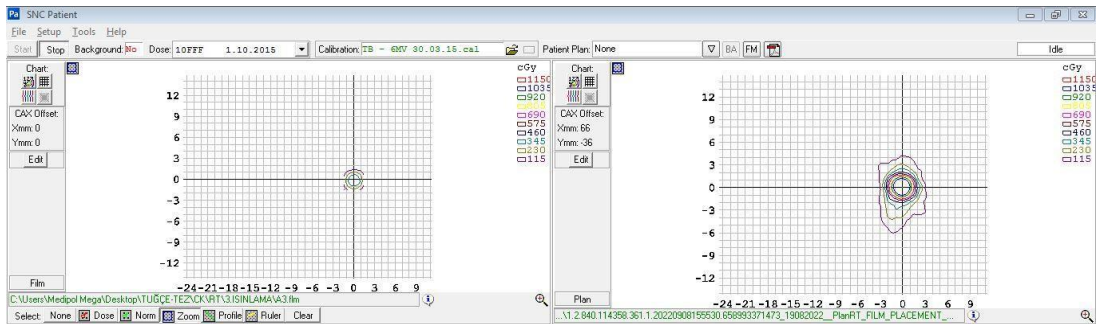 SNC Patient
File Setup Tools Help
Start Stop Background: No Dose: 10FFF 1.10.2015 Calibration: TB - 6MV 30.03.15.cal Patient Plan: None BA FM Idle
Chart:
CAX Offset:
Xmm: 0
Ymm: 0
Edit
12
9
6
3
0
-3
-6
-9
-12
-24 -21 -18 -15 -12 -9 -6 -3 0 3 6 9
cGy
1150
1035
920
690
575
460
345
230
115
Film
C:\Users\Medipol Mega\Desktop\TUĞÇE-TEZ\CK\RT\3.ISINLAMA\A3.flm
Select: None Dose Norm Zoom Profile Ruler Clear
Chart:
CAX Offset:
Xmm: 66
Ymm: -36
Edit
12
9
6
3
0
-3
-6
-9
-12
-24 -21 -18 -15 -12 -9 -6 -3 0 3 6 9
cGy
1150
1035
920
690
575
460
345
230
115
Plan
...\1.2.840.114358.361.1.20220908155530.658993371473_19082022__PlanRT_FILM_PLACEMENT_...